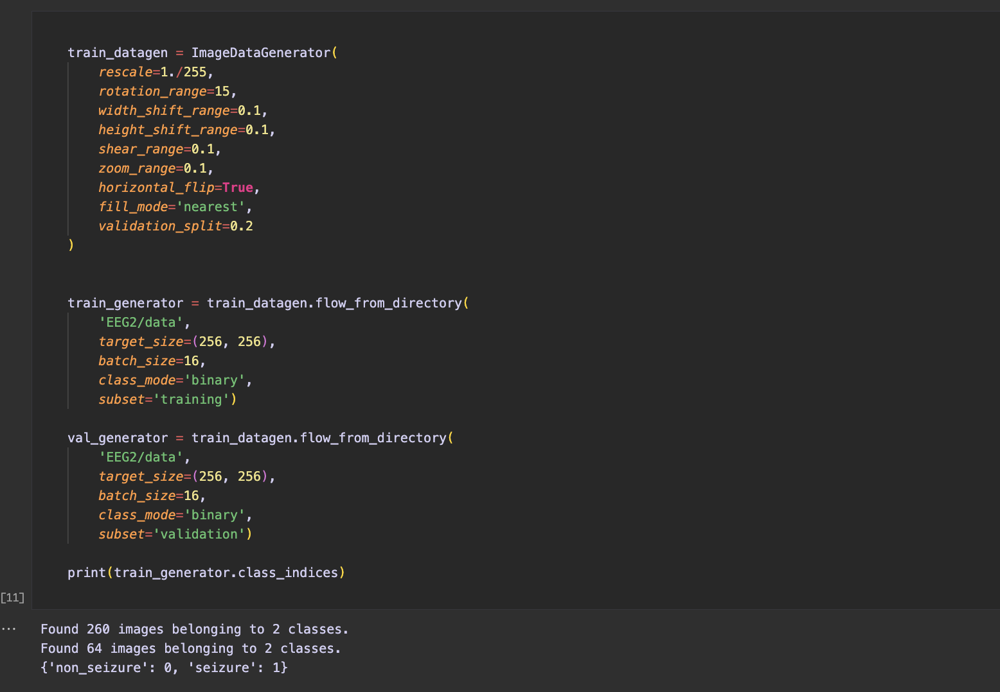 train_datagen = ImageDataGenerator(
    rescale=1./255,
    rotation_range=15,
    width_shift_range=0.1,
    height_shift_range=0.1,
    shear_range=0.1,
    zoom_range=0.1,
    horizontal_flip=True,
    fill_mode='nearest',
    validation_split=0.2
)
train_generator = train_datagen.flow_from_directory(
    'EEG2/data',
    target_size=(256, 256),
    batch_size=16,
    class_mode='binary',
    subset='training')
val_generator = train_datagen.flow_from_directory(
    'EEG2/data',
    target_size=(256, 256),
    batch_size=16,
    class_mode='binary',
    subset='validation')
print(train_generator.class_indices)
[11]
... Found 260 images belonging to 2 classes.
Found 64 images belonging to 2 classes.
{'non_seizure': 0, 'seizure': 1}